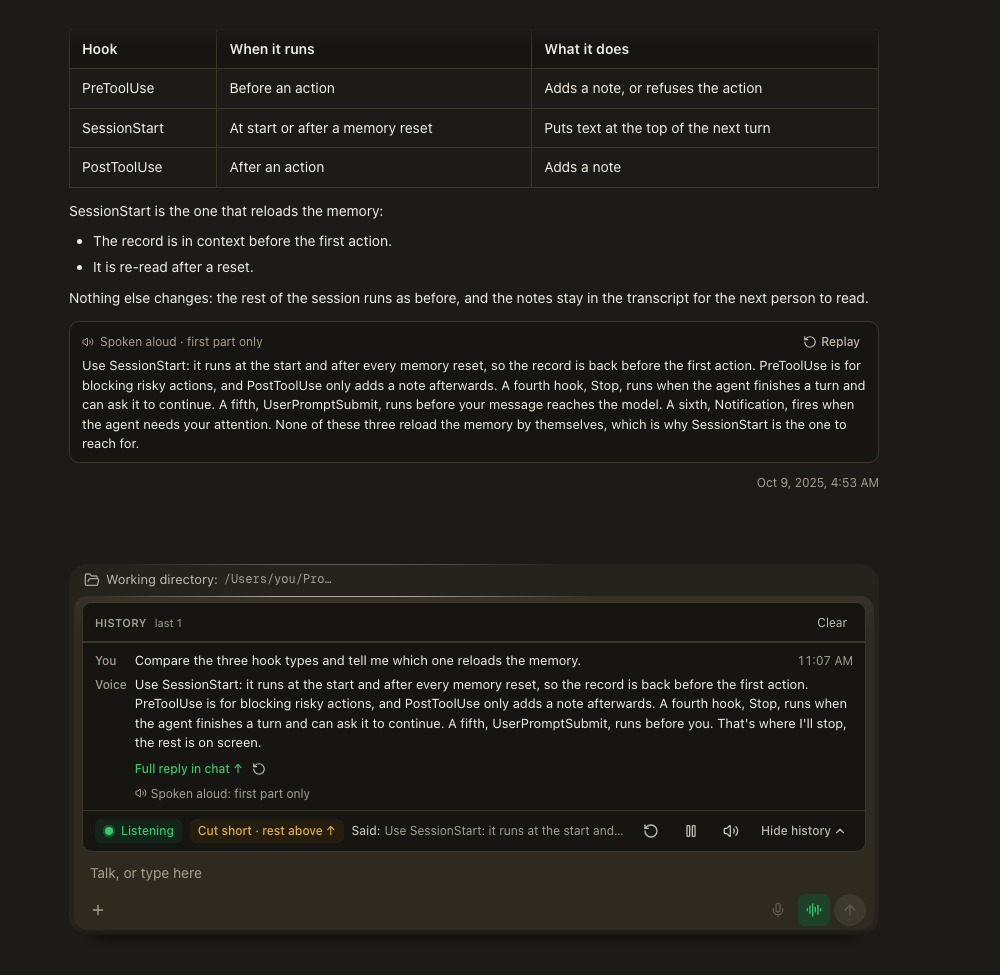 Hook When it runs What it does
PreToolUse Before an action Adds a note, or refuses the action
SessionStart At start or after a memory reset Puts text at the top of the next turn
PostToolUse After an action Adds a note
SessionStart is the one that reloads the memory:
• The record is in context before the first action.
• It is re-read after a reset.
Nothing else changes: the rest of the session runs as before, and the notes stay in the transcript for the next person to read.
Spoken aloud · first part only Replay
Use SessionStart: it runs at the start and after every memory reset, so the record is back before the first action. PreToolUse is for
blocking risky actions, and PostToolUse only adds a note afterwards. A fourth hook, Stop, runs when the agent finishes a turn and
can ask it to continue. A fifth, UserPromptSubmit, runs before your message reaches the model. A sixth, Notification, fires when
the agent needs your attention. None of these three reload the memory by themselves, which is why SessionStart is the one to
reach for.
Oct 9, 2025, 4:53 AM
Working directory: /Users/you/Pro…
HISTORY last 1 Clear
You Compare the three hook types and tell me which one reloads the memory. 11:07 AM
Voice Use SessionStart: it runs at the start and after every memory reset, so the record is back before the first action.
PreToolUse is for blocking risky actions, and PostToolUse only adds a note afterwards. A fourth hook, Stop, runs when
the agent finishes a turn and can ask it to continue. A fifth, UserPromptSubmit, runs before you. That's where I'll stop,
the rest is on screen.
Full reply in chat ↑
Spoken aloud: first part only
Listening Cut short · rest above ↑ Said: Use SessionStart: it runs at the start and... Hide history
Talk, or type here